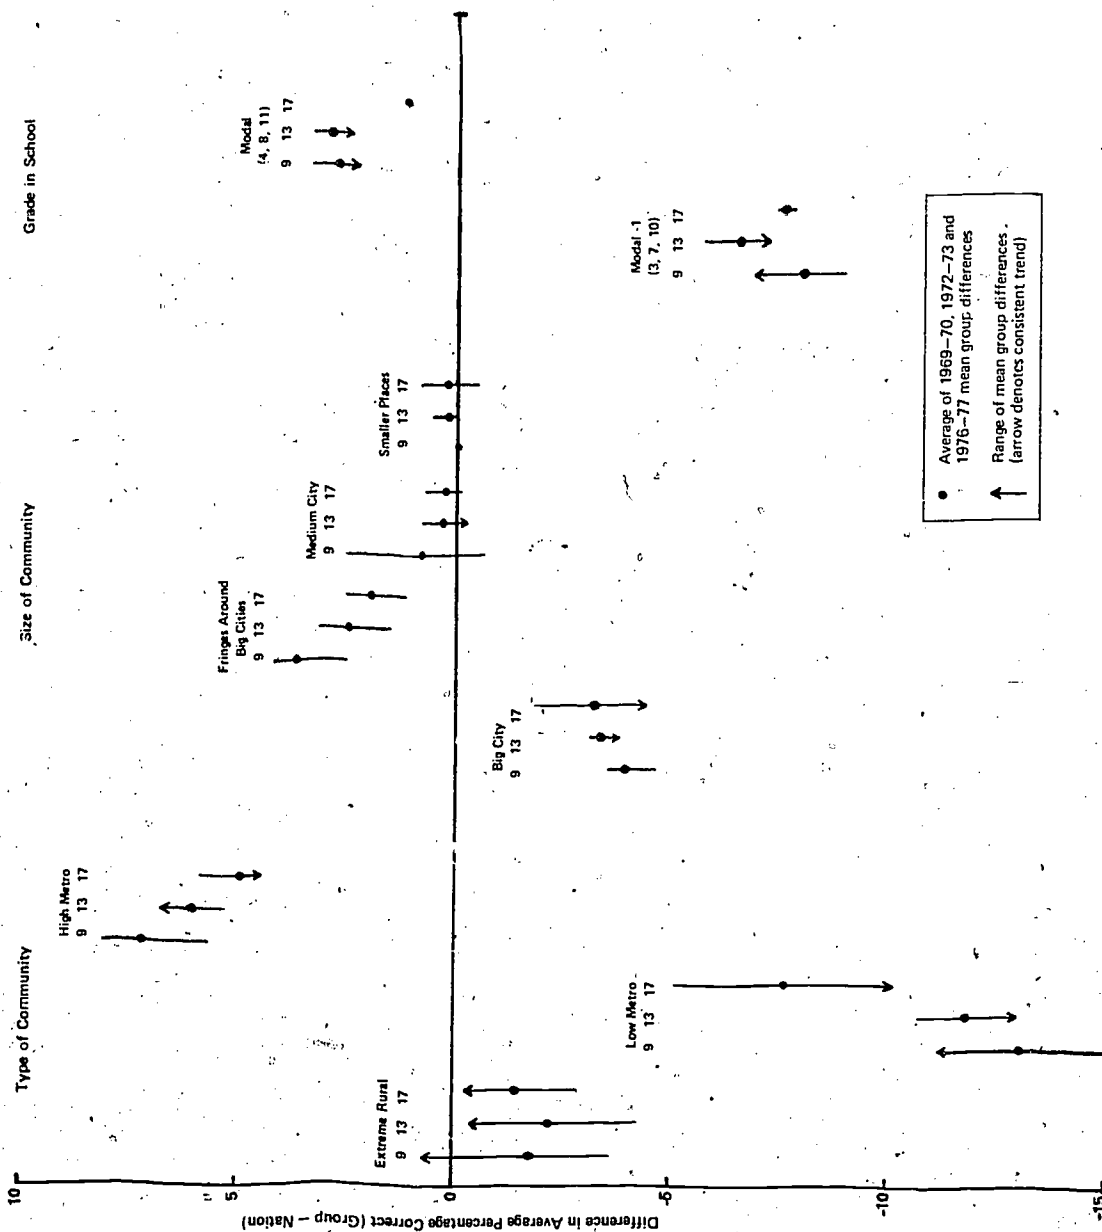 Type of Community
Size of Community
Grade in School
Difference in Average Percentage Correct (Group – Nation)
10
5
0
-5
-10
-15
Extreme Rural
9 13 17
Low Metro
9 13 17
High Metro
9 13 17
Big City
9 13 17
Fringes Around
Big Cities
9 13 17
Medium City
9 13 17
Smaller Places
9 13 17
Modal -1
(3, 7, 10)
9 13 17
Modal
(4, 8, 11)
9 13 17
Average of 1969–70, 1972–73 and
1976–77 mean group differences
Range of mean group differences
(arrow denotes consistent trend)